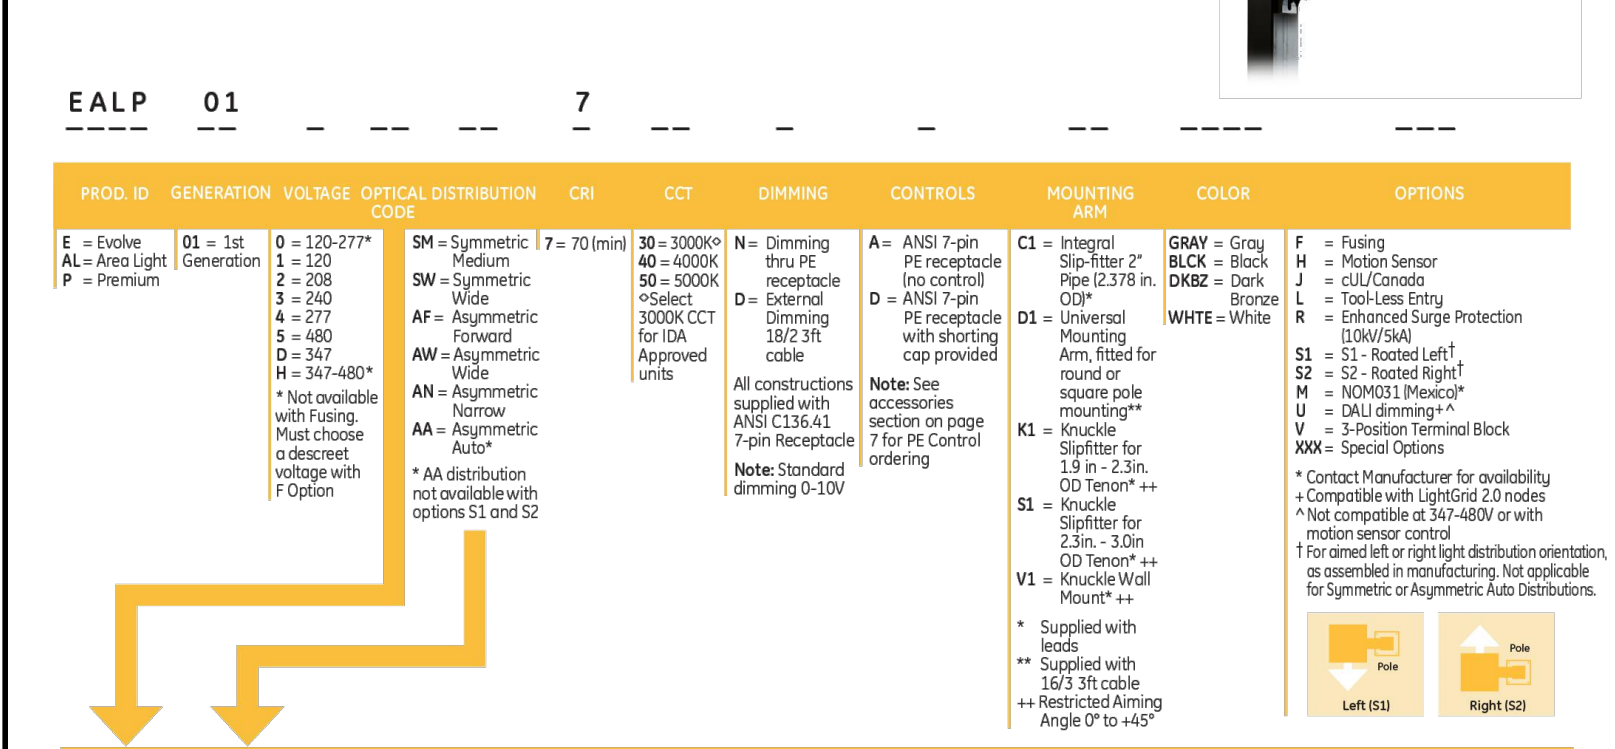 EALP 01 7
PROD. ID GENERATION VOLTAGE OPTICAL CODE DISTRIBUTION CRI CCT DIMMING CONTROLS MOUNTING ARM COLOR OPTIONS
E = Evolve
AL= Area Light
P = Premium
01 = 1st
Generation
0 = 120-277*
1 = 120
2 = 208
3 = 240
4 = 277
5 = 480
D = 347
H = 347-480*
* Not available
with Fusing.
Must choose
a descreet
voltage with
F Option
SM = Symmetric
Medium
SW = Symmetric
Wide
AF = Asymmetric
Forward
AW = Asymmetric
Wide
AN = Asymmetric
Narrow
AA = Asymmetric
Auto*
* AA distribution
not available with
options S1 and S2
7 = 70 (min)
30 = 3000K⋄
40 = 4000K
50 = 5000K
⋄Select
3000K CCT
for IDA
Approved
units
N = Dimming
thru PE
receptacle
D = External
Dimming
18/2 3ft
cable
All constructions
supplied with
ANSI C136.41
7-pin Receptacle
Note: Standard
dimming 0-10V
A = ANSI 7-pin
PE receptacle
(no control)
D = ANSI 7-pin
PE receptacle
with shorting
cap provided
Note: See
accessories
section on page
7 for PE Control
ordering
C1 = Integral
Slip-fitter 2″
Pipe (2.378 in.
OD)*
D1 = Universal
Mounting
Arm, fitted for
round or
square pole
mounting**
K1 = Knuckle
Slipfitter for
1.9 in - 2.3in.
OD Tenon* ++
S1 = Knuckle
Slipfitter for
2.3in. - 3.0in
OD Tenon* ++
V1 = Knuckle Wall
Mount* ++
* Supplied with
leads
** Supplied with
16/3 3ft cable
++ Restricted Aiming
Angle 0° to +45°
GRAY = Gray
BLCK = Black
DKBZ = Dark
Bronze
WHTE = White
F = Fusing
H = Motion Sensor
J = cUL/Canada
L = Tool-Less Entry
R = Enhanced Surge Protection
(10kV/5kA)
S1 = S1 - Roated Left†
S2 = S2 - Roated Right†
M = NOM031 (Mexico)*
U = DALI dimming+^
V = 3-Position Terminal Block
XXX = Special Options
* Contact Manufacturer for availability
+ Compatible with LightGrid 2.0 nodes
^ Not compatible at 347-480V or with
motion sensor control
† For aimed left or right light distribution orientation,
as assembled in manufacturing. Not applicable
for Symmetric or Asymmetric Auto Distributions.
Pole
Left (S1)
Pole
Right (S2)